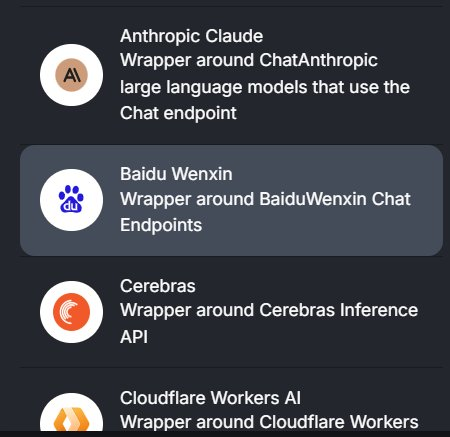 Anthropic Claude
Wrapper around ChatAnthropic
large language models that use the
Chat endpoint
Baidu Wenxin
Wrapper around BaiduWenxin Chat
Endpoints
Cerebras
Wrapper around Cerebras Inference
API
Cloudflare Workers AI
Wrapper around Cloudflare Workers